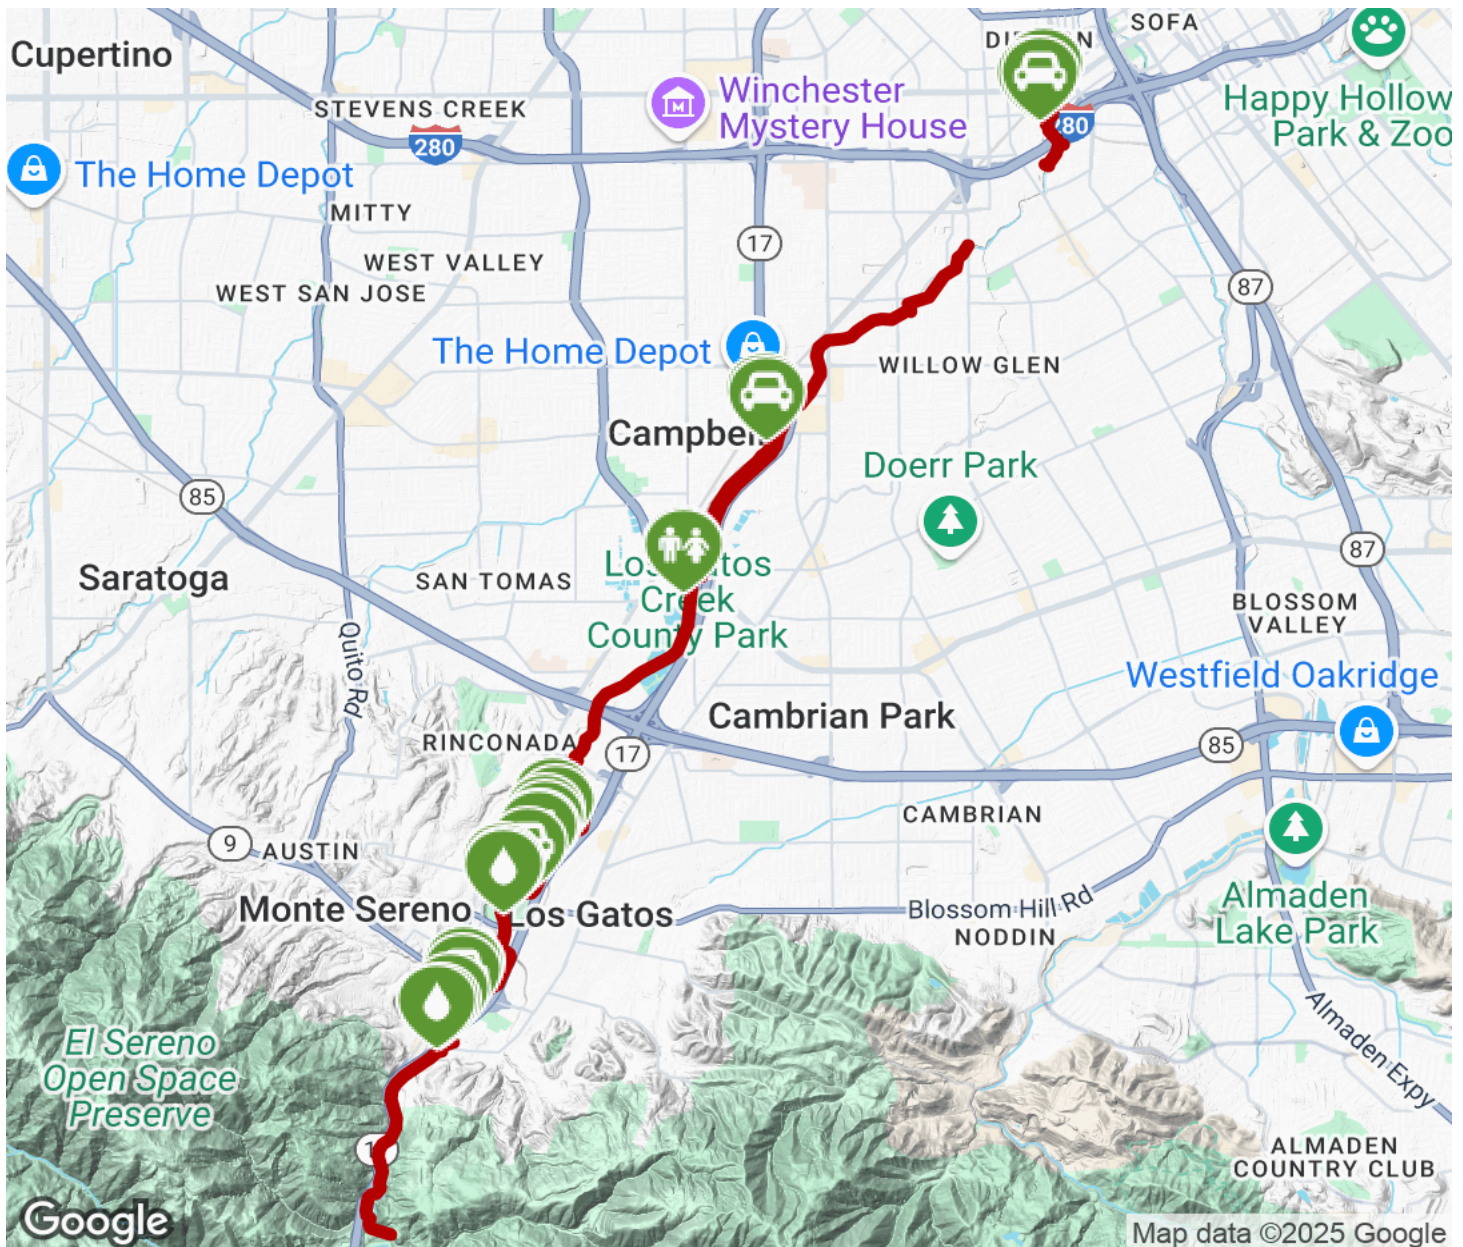 SOFA
Cupertino
Winchester
Mystery House
Happy Hollow
Park & Zoo
STEVENS CREEK
280
280
The Home Depot
MITTY
17
WEST VALLEY
WEST SAN JOSE
87
The Home Depot
WILLOW GLEN
Campbell
Doerr Park
85
87
Saratoga
SAN TOMAS
Los Gatos
Creek
County Park
BLOSSOM
VALLEY
Quito Rd
Westfield Oakridge
Cambrian Park
RINCONADA
17
85
CAMBRIAN
9
AUSTIN
Monte Sereno
Los Gatos
Blossom Hill Rd
NODDIN
Almaden
Lake Park
El Sereno
Open Space
Preserve
Almaden Expy
ALMADEN
COUNTRY CLUB
Google
Map data ©2025 Google